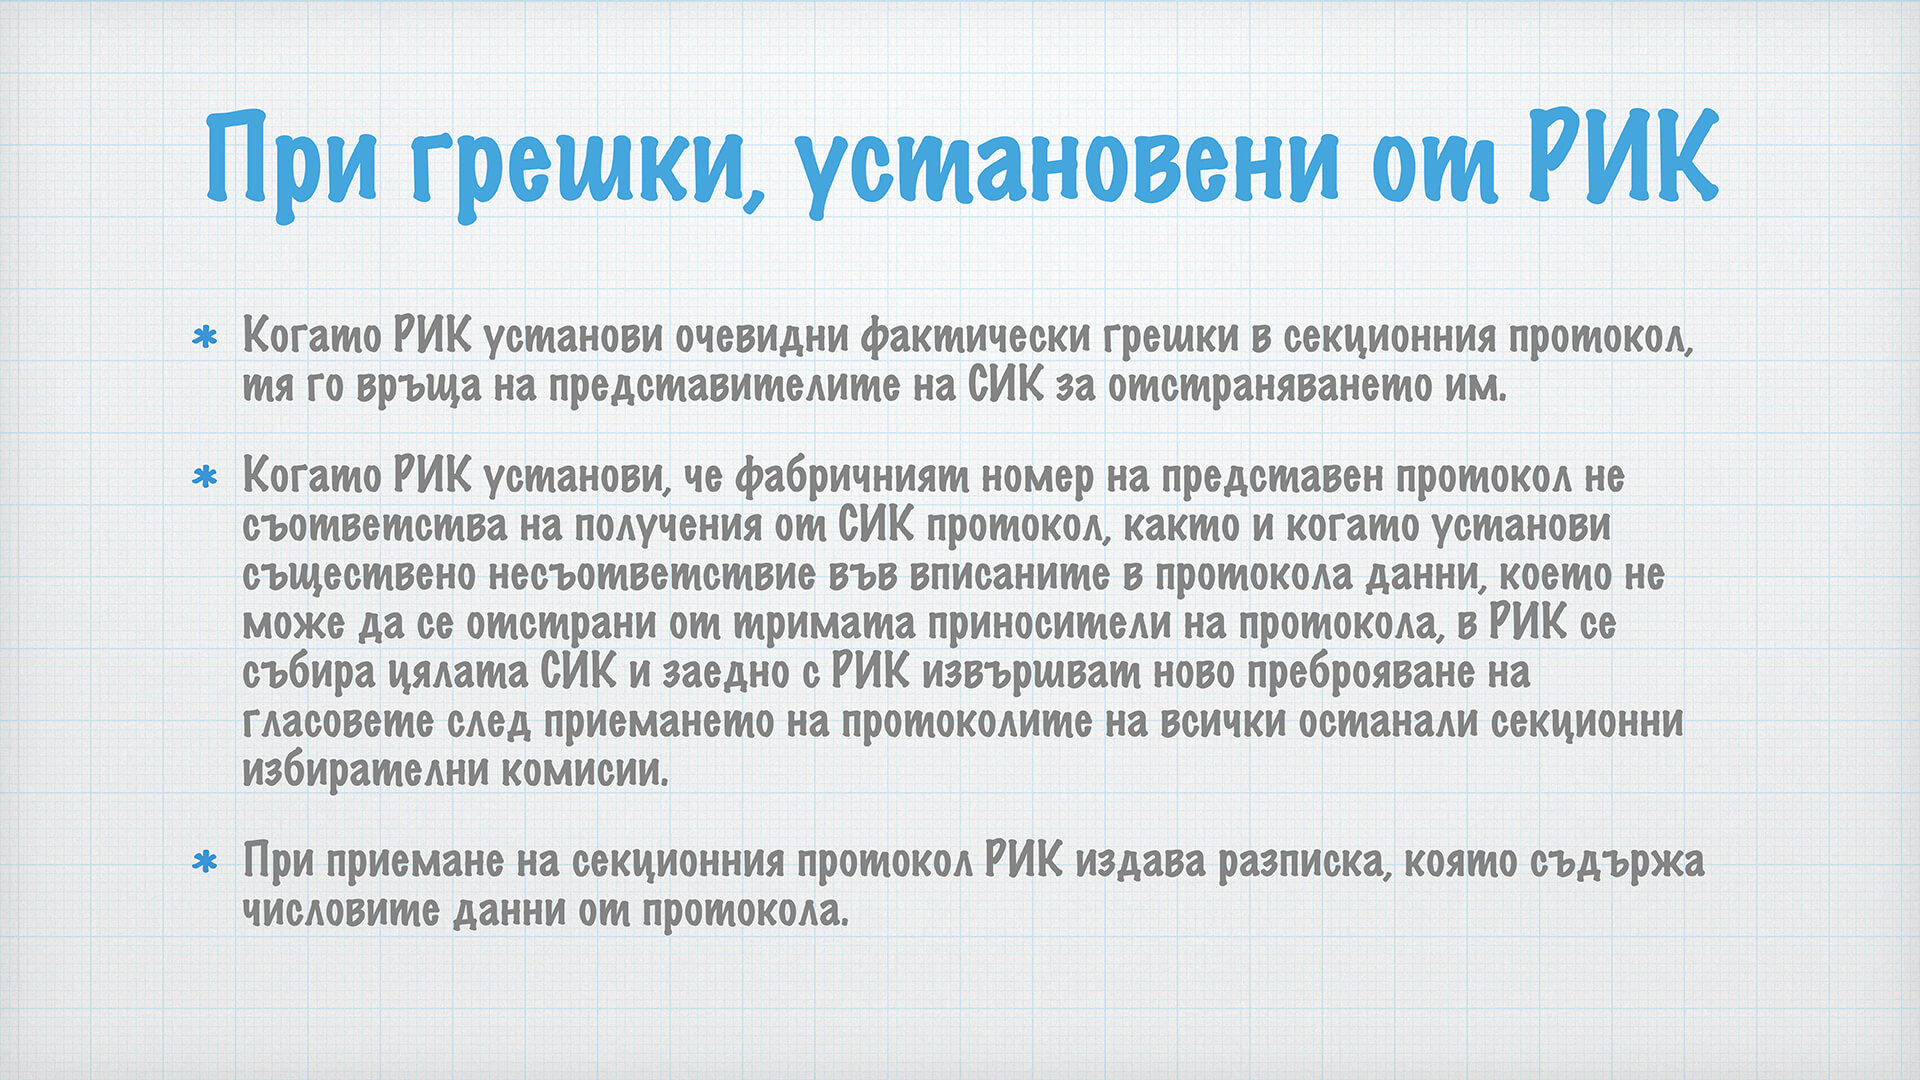 При грешки, установени от РИК
* Когато РИК установи очевидни фактически грешки в секционния протокол,
тя го връща на представителите на СИК за отстраняването им.
* Когато РИК установи, че фабричният номер на представен протокол не
съответства на получения от СИК протокол, както и когато установи
съществено несъответствие във вписаните в протокола данни, което не
може да се отстрани от тримата приносители на протокола, в РИК се
събира цялата СИК и заедно с РИК извършват ново преброяване на
гласовете след приемането на протоколите на всички останали секционни
избирателни комисии.
* При приемане на секционния протокол РИК издава разписка, която съдържа
числовите данни от протокола.